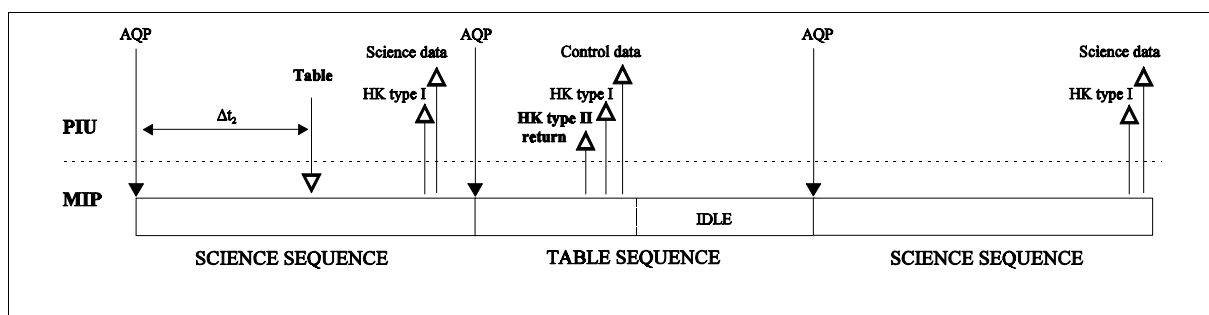 AQP
AQP
AQP
Science data
Control data
Science data
Table
HK type I
HK type I
HK type I
Δt2
HK type II
return
PIU
MIP
IDLE
SCIENCE SEQUENCE
TABLE SEQUENCE
SCIENCE SEQUENCE